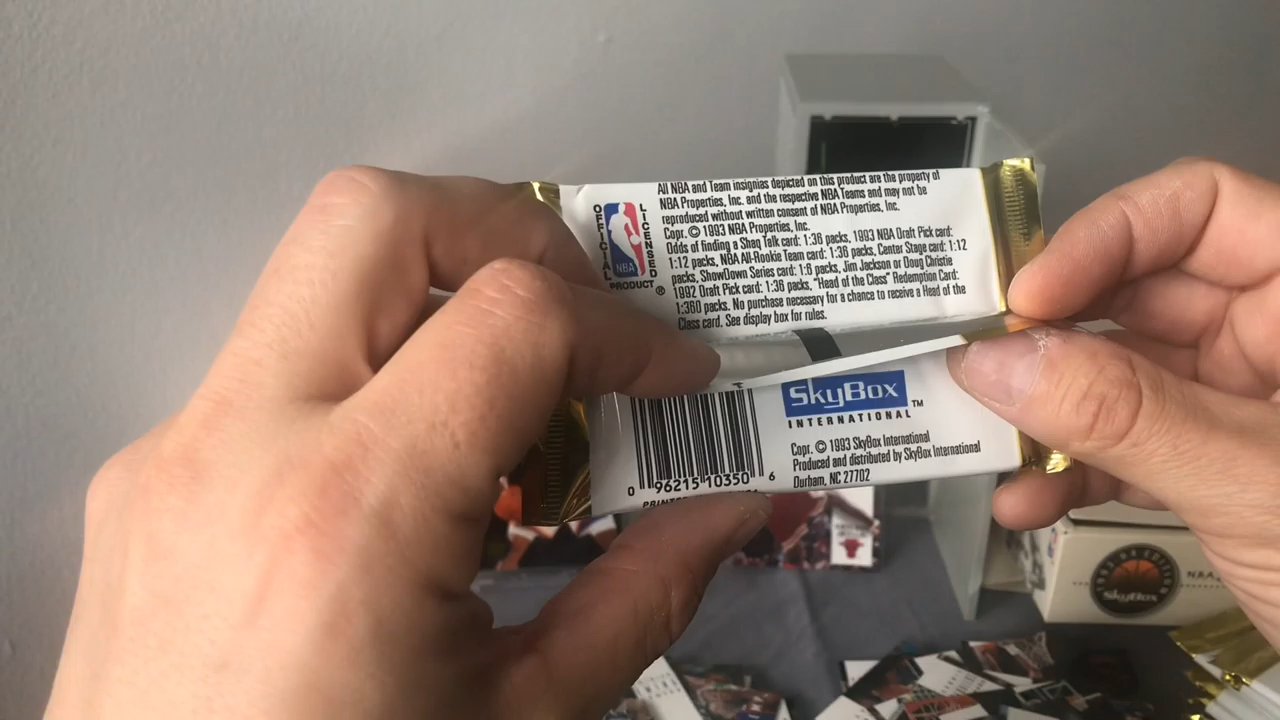 OFFICIAL
LICENSED
NBA
PRODUCT ®
All NBA and Team insignias depicted on this product are the property of
NBA Properties, Inc. and the respective NBA Teams and may not be
reproduced without written consent of NBA Properties, Inc.
Copr. © 1993 NBA Properties, Inc.
Odds of finding a Shaq Talk card: 1:36 packs, 1993 NBA Draft Pick card:
1:12 packs, NBA All-Rookie Team card: 1:36 packs, Center Stage card: 1:12
packs, ShowDown Series card: 1:6 packs, Jim Jackson or Doug Christie
1992 Draft Pick card: 1:36 packs, "Head of the Class" Redemption Card:
1:360 packs. No purchase necessary for a chance to receive a Head of the
Class card. See display box for rules.
SkyBox ™
INTERNATIONAL
Copr. © 1993 SkyBox International
Produced and distributed by SkyBox International
Durham, NC 27702
0 96215 10350 6
1993-94 EDITION
SkyBox
NBA